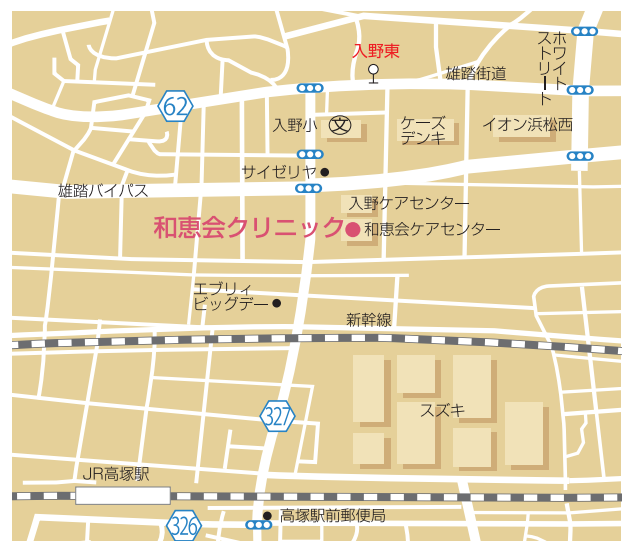 入野東
ホワイト
ストリート
雄踏街道
62
入野小
文
ケーズ
デンキ
イオン浜松西
サイゼリヤ
雄踏バイパス
入野ケアセンター
和恵会クリニック
和恵会ケアセンター
エブリィ
ビッグデー
新幹線
327
スズキ
JR高塚駅
326
高塚駅前郵便局